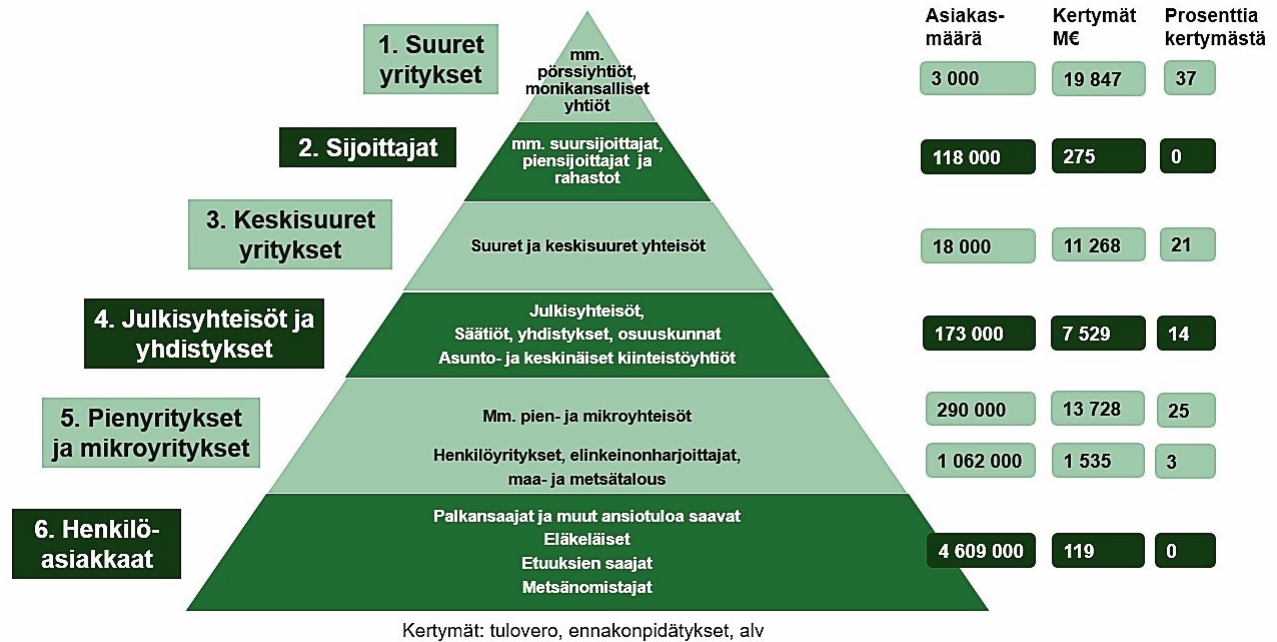 Asiakas-
määrä
Kertymät
M€
Prosenttia
kertymästä
1. Suuret
yritykset
mm.
pörssiyhtiöt,
monikansalliset
yhtiöt
3 000
19 847
37
2. Sijoittajat
mm. suursijoittajat,
piensijoittajat ja
rahastot
118 000
275
0
3. Keskisuuret
yritykset
Suuret ja keskisuuret yhteisöt
18 000
11 268
21
4. Julkisyhteisöt ja
yhdistykset
Julkisyhteisöt,
Säätiöt, yhdistykset, osuuskunnat
Asunto- ja keskinäiset kiinteistöyhtiöt
173 000
7 529
14
5. Pienyritykset
ja mikroyritykset
Mm. pien- ja mikroyhteisöt
290 000
13 728
25
Henkilöyritykset, elinkeinonharjoittajat,
maa- ja metsätalous
1 062 000
1 535
3
6. Henkilö-
asiakkaat
Palkansaajat ja muut ansiotuloa saavat
Eläkeläiset
Etuuksien saajat
Metsänomistajat
4 609 000
119
0
Kertymät: tulovero, ennakonpidätykset, alv